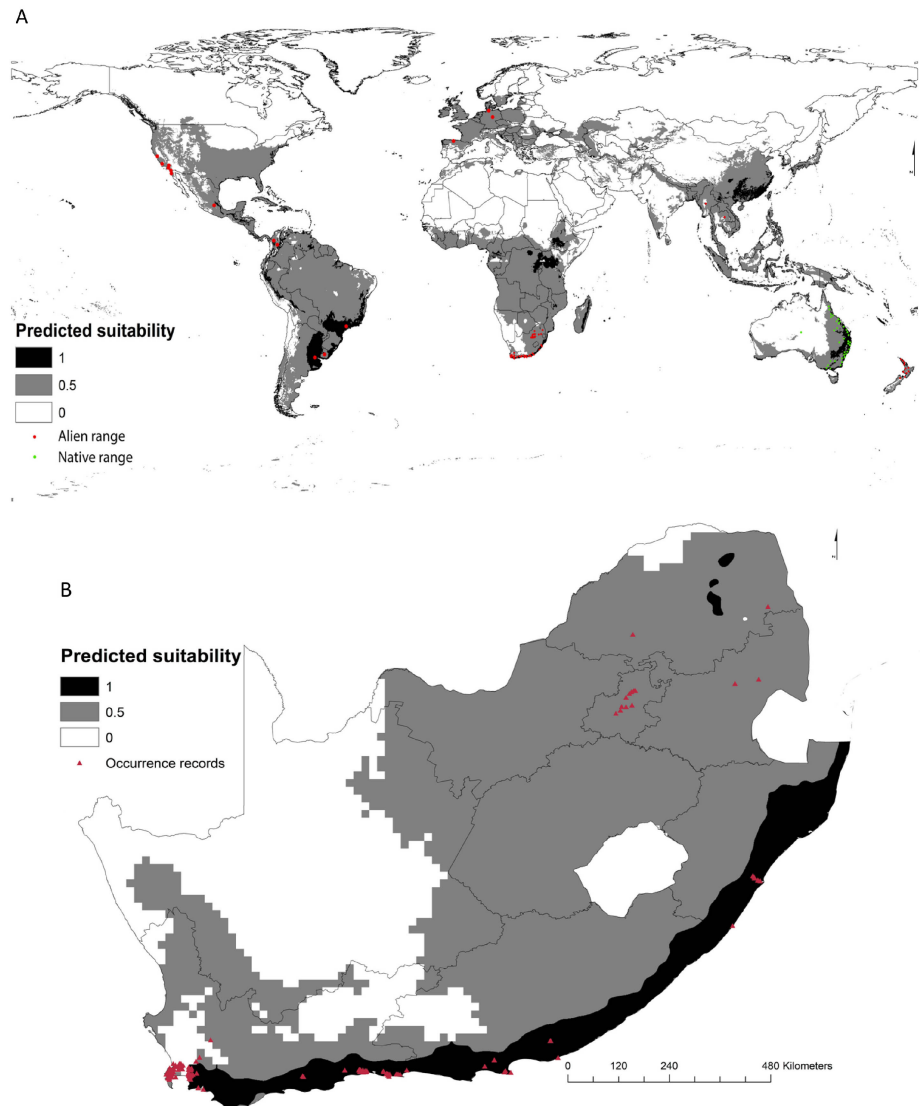 A
Predicted suitability
1
0.5
0
Alien range
Native range
B
Predicted suitability
1
0.5
0
Occurrence records
0 120 240 480 Kilometers